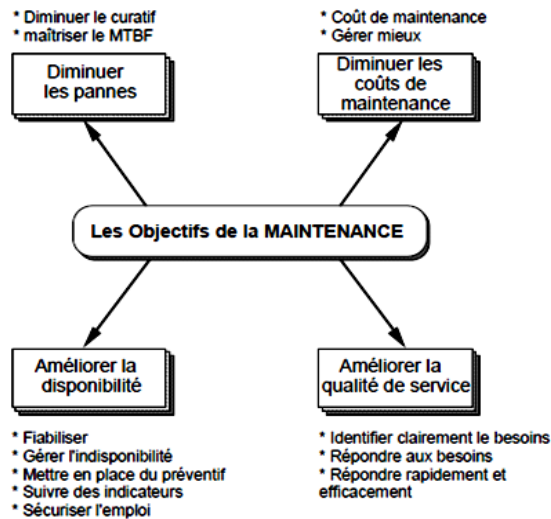 * Diminuer le curatif
* maîtriser le MTBF
Diminuer
les pannes
* Coût de maintenance
* Gérer mieux
Diminuer les
coûts de
maintenance
Les Objectifs de la MAINTENANCE
Améliorer la
disponibilité
* Fiabiliser
* Gérer l'indisponibilité
* Mettre en place du préventif
* Suivre des indicateurs
* Sécuriser l'emploi
Améliorer la
qualité de service
* Identifier clairement le besoins
* Répondre aux besoins
* Répondre rapidement et
efficacement